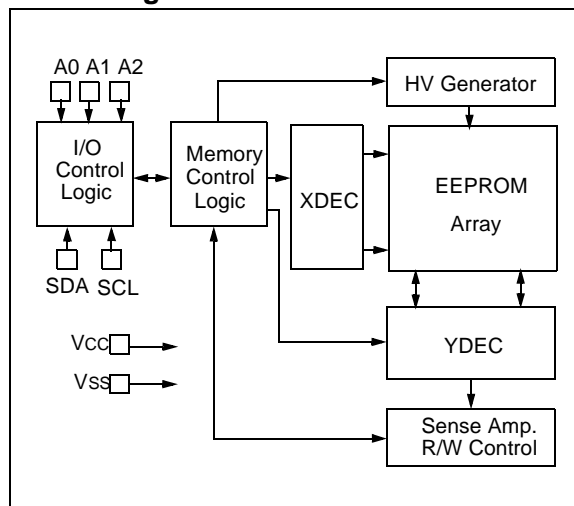 A0 A1 A2
HV Generator
I/O
Control
Logic
Memory
Control
Logic
XDEC
EEPROM
Array
SDA SCL
VCC
VSS
YDEC
Sense Amp.
R/W Control